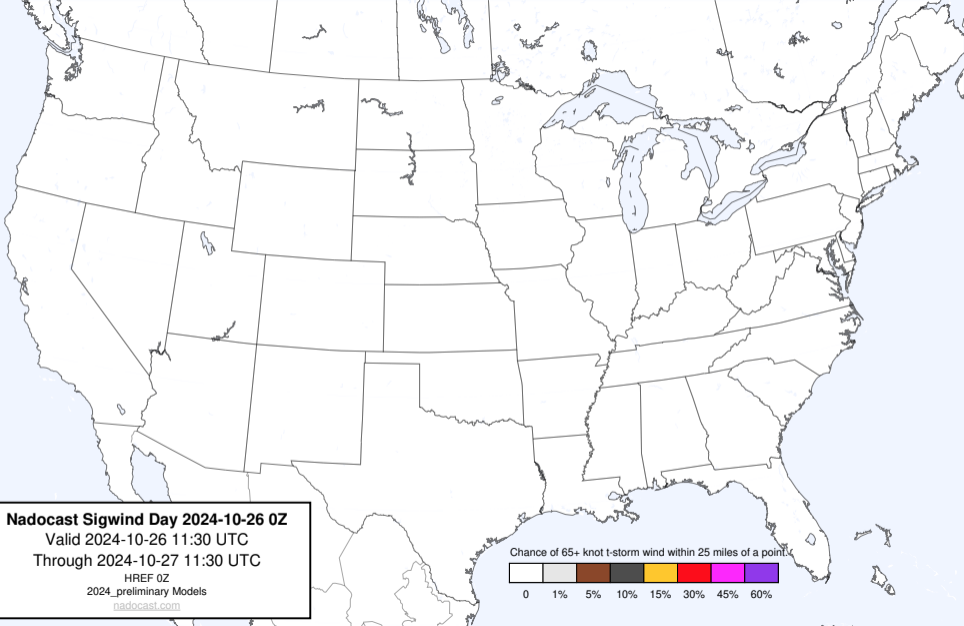 Nadocast Sigwind Day 2024-10-26 0Z
Valid 2024-10-26 11:30 UTC
Through 2024-10-27 11:30 UTC
HREF 0Z
2024_preliminary Models
nadocast.com
Chance of 65+ knot t-storm wind within 25 miles of a point.
0 1% 5% 10% 15% 30% 45% 60%